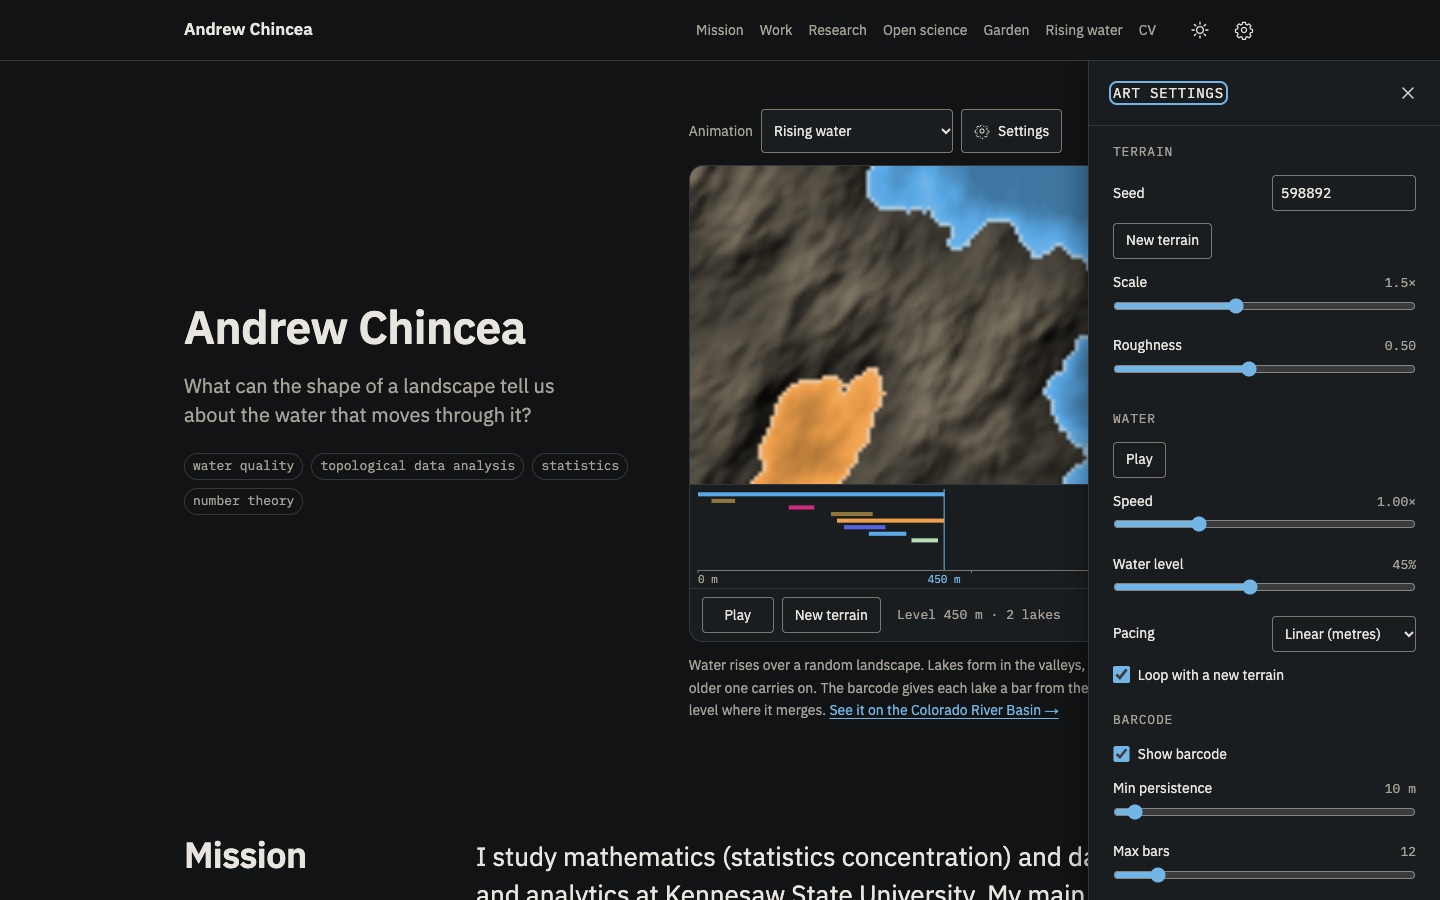 Andrew Chincea
Mission Work Research Open science Garden Rising water CV
ART SETTINGS
Animation Rising water Settings
TERRAIN
Seed 598892
New terrain
Scale 1.5×
Roughness 0.50
Andrew Chincea
What can the shape of a landscape tell us
about the water that moves through it?
water quality topological data analysis statistics
number theory
WATER
Play
Speed 1.00×
Water level 45%
Pacing Linear (metres)
Loop with a new terrain
0 m 450 m
Play New terrain Level 450 m · 2 lakes
Water rises over a random landscape. Lakes form in the valleys,
older one carries on. The barcode gives each lake a bar from the
level where it merges. See it on the Colorado River Basin →
BARCODE
Show barcode
Min persistence 10 m
Max bars 12
Mission
I study mathematics (statistics concentration) and da
and analytics at Kennesaw State University. My main